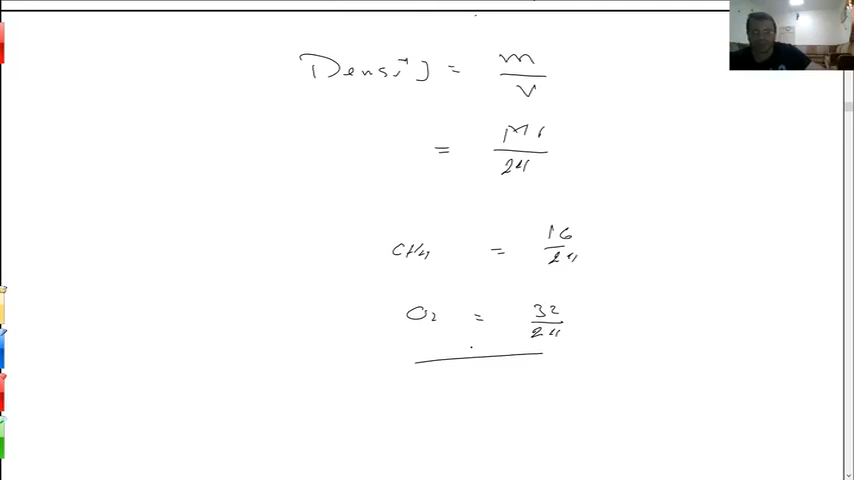 Density = m/v
= Mr/24
CH4 = 16/24
O2 = 32/24